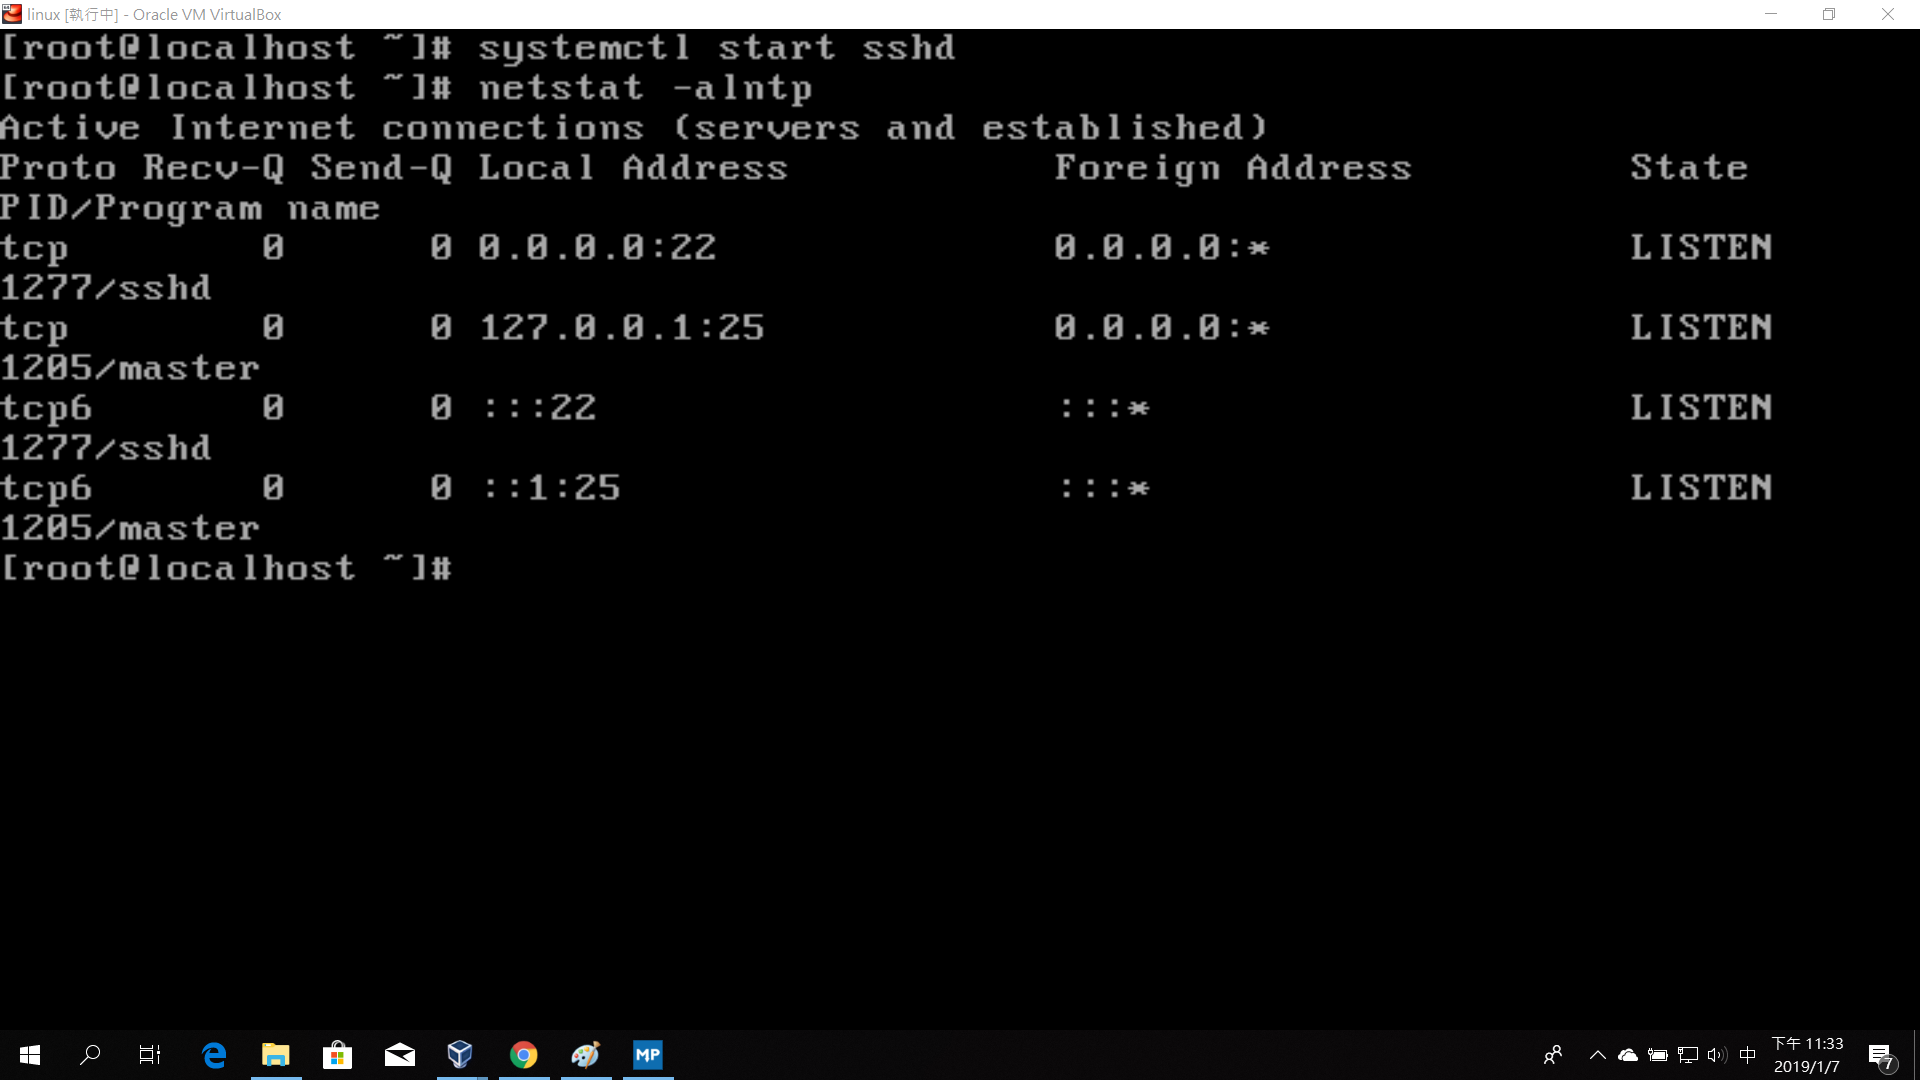 linux [執行中] - Oracle VM VirtualBox
[root@localhost ~]# systemctl start sshd
[root@localhost ~]# netstat -alntp
Active Internet connections (servers and established)
Proto Recv-Q Send-Q Local Address           Foreign Address         State
PID/Program name
tcp        0      0 0.0.0.0:22              0.0.0.0:*               LISTEN
1277/sshd
tcp        0      0 127.0.0.1:25            0.0.0.0:*               LISTEN
1205/master
tcp6       0      0 :::22                   :::*                    LISTEN
1277/sshd
tcp6       0      0 ::1:25                  :::*                    LISTEN
1205/master
[root@localhost ~]#
MP
中
下午 11:33
2019/1/7
7